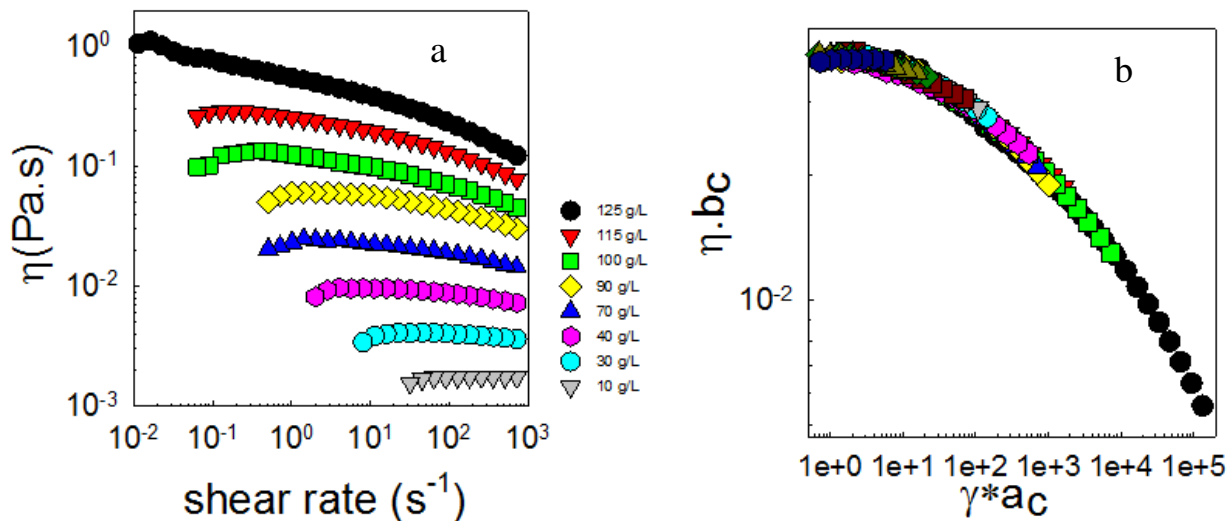 a
η(Pa.s)
10⁰
10⁻¹
10⁻²
10⁻³
10⁻² 10⁻¹ 10⁰ 10¹ 10² 10³
shear rate (s⁻¹)
125 g/L
115 g/L
100 g/L
90 g/L
70 g/L
40 g/L
30 g/L
10 g/L
b
η.bc
10⁻²
1e+0 1e+1 1e+2 1e+3 1e+4 1e+5
γ*aC